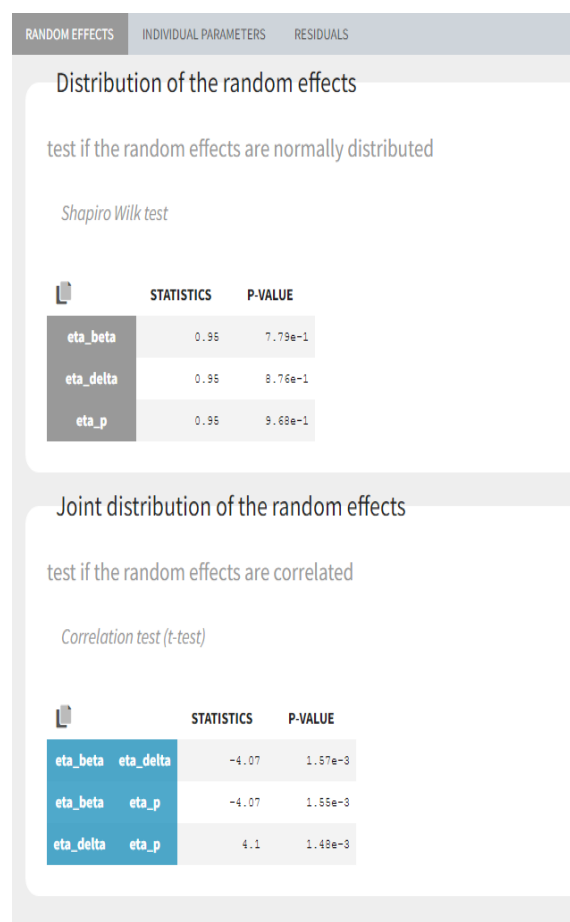 RANDOM EFFECTS INDIVIDUAL PARAMETERS RESIDUALS
Distribution of the random effects
test if the random effects are normally distributed
Shapiro Wilk test
STATISTICS P-VALUE
eta_beta 0.95 7.79e-1
eta_delta 0.95 8.76e-1
eta_p 0.95 9.68e-1
Joint distribution of the random effects
test if the random effects are correlated
Correlation test (t-test)
STATISTICS P-VALUE
eta_beta eta_delta -4.07 1.57e-3
eta_beta eta_p -4.07 1.55e-3
eta_delta eta_p 4.1 1.48e-3